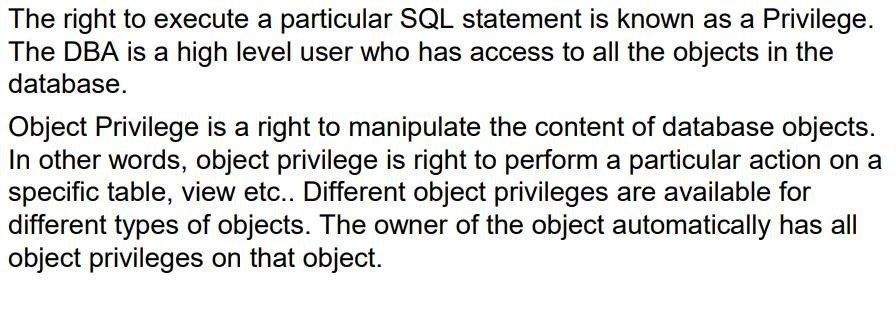 The right to execute a particular SQL statement is known as a Privilege.
The DBA is a high level user who has access to all the objects in the
database.
Object Privilege is a right to manipulate the content of database objects.
In other words, object privilege is right to perform a particular action on a
specific table, view etc.. Different object privileges are available for
different types of objects. The owner of the object automatically has all
object privileges on that object.